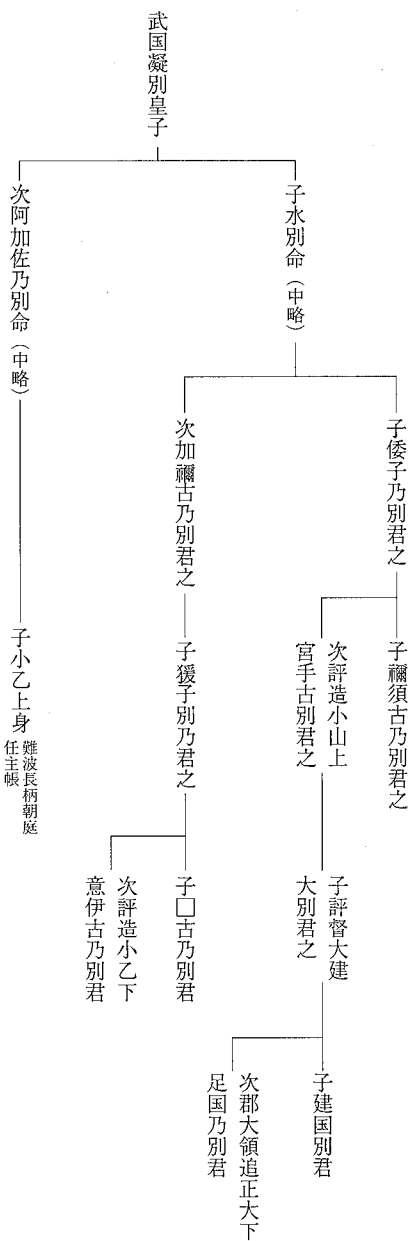 武国凝別皇子
子水別命（中略）
子倭子乃別君之
子禰須古乃別君之
次評造小山上
宮手古別君之
子評督大建
大別君之
子建国別君
次郡大領追正大下
足国乃別君
次加禰古乃別君之
子猨子別乃君之
子□古乃別君
次評造小乙下
意伊古乃別君
次阿加佐乃別命（中略）
子小乙上身
難波長柄朝庭
任主帳